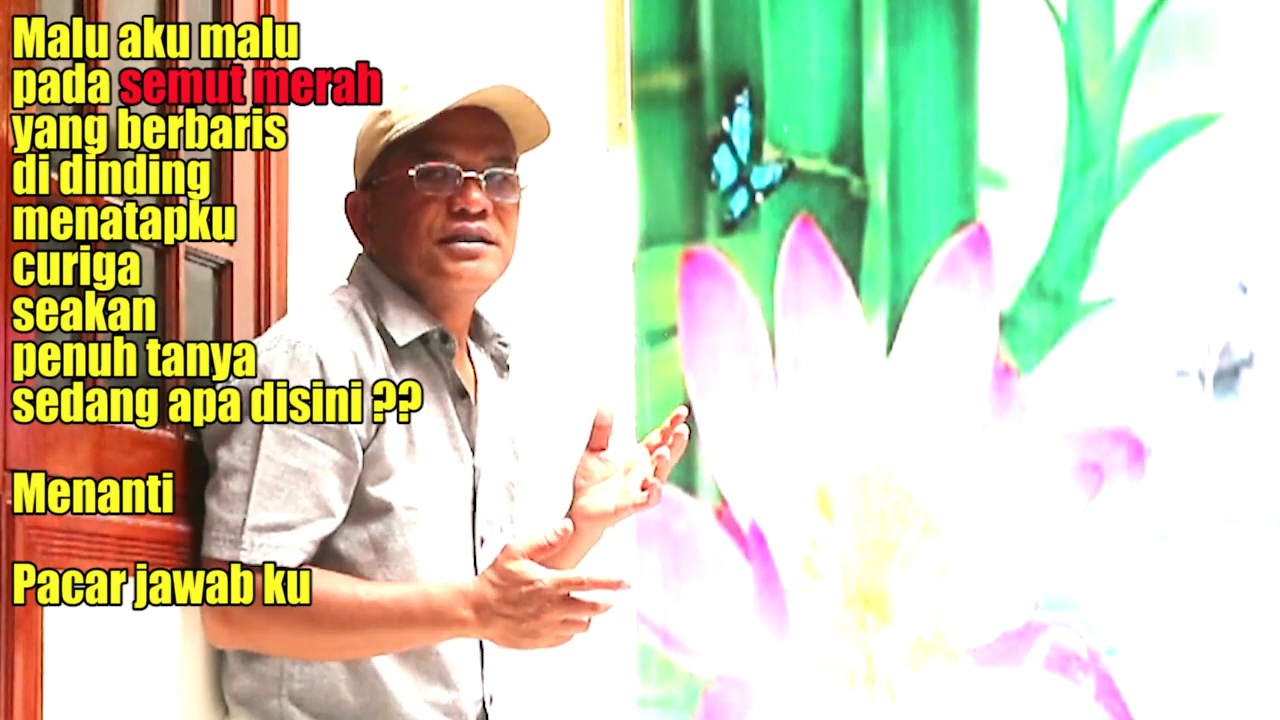 Malu aku malu
pada semut merah
yang berbaris
di dinding
menatapku
curiga
seakan
penuh tanya
sedang apa disini ??
Menanti
Pacar jawab ku